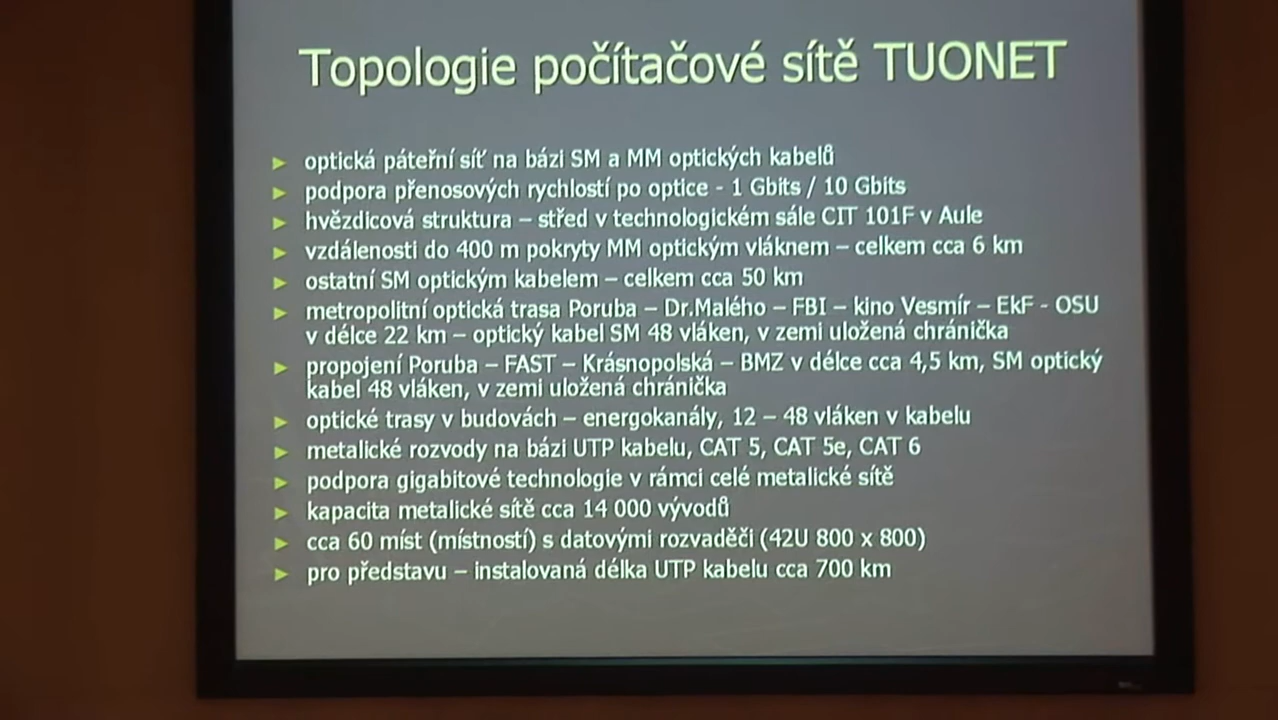 Topologie počítačové sítě TUONET
► optická páteřní síť na bázi SM a MM optických kabelů
► podpora přenosových rychlostí po optice - 1 Gbits / 10 Gbits
► hvězdicová struktura – střed v technologickém sále CIT 101F v Aule
► vzdálenosti do 400 m pokryty MM optickým vláknem – celkem cca 6 km
► ostatní SM optickým kabelem – celkem cca 50 km
► metropolitní optická trasa Poruba – Dr.Malého – FBI – kino Vesmír – EkF - OSU
v délce 22 km – optický kabel SM 48 vláken, v zemi uložená chránička
► propojení Poruba – FAST – Krásnopolská – BMZ v délce cca 4,5 km, SM optický
kabel 48 vláken, v zemi uložená chránička
► optické trasy v budovách – energokanály, 12 – 48 vláken v kabelu
► metalické rozvody na bázi UTP kabelu, CAT 5, CAT 5e, CAT 6
► podpora gigabitové technologie v rámci celé metalické sítě
► kapacita metalické sítě cca 14 000 vývodů
► cca 60 míst (místností) s datovými rozvaděči (42U 800 x 800)
► pro představu – instalovaná délka UTP kabelu cca 700 km